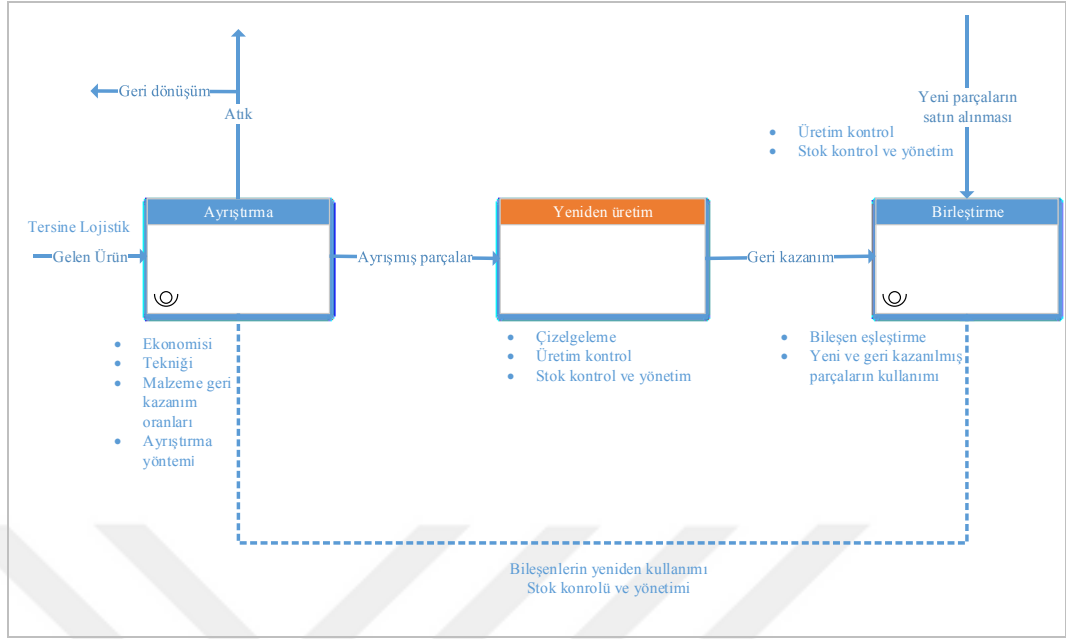 Geri dönüşüm
Atık
Yeni parçaların
satın alınması
• Üretim kontrol
• Stok kontrol ve yönetim
Ayrıştırma
Yeniden üretim
Birleştirme
Tersine Lojistik
Gelen Ürün
Ayrışmış parçalar
Geri kazanım
• Ekonomisi
• Tekniği
• Malzeme geri
kazanım
oranları
• Ayrıştırma
yöntemi
• Çizelgeleme
• Üretim kontrol
• Stok kontrol ve yönetim
• Bileşen eşleştirme
• Yeni ve geri kazanılmış
parçaların kullanımı
Bileşenlerin yeniden kullanımı
Stok konrolü ve yönetimi